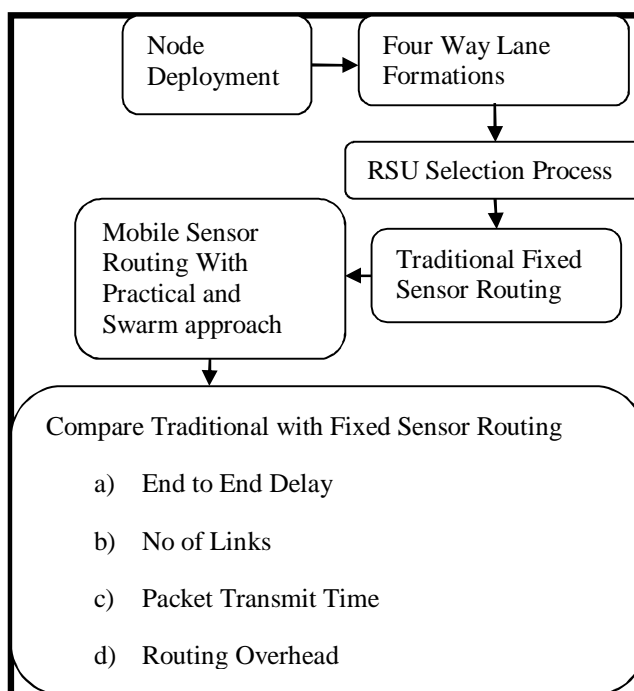 Node
Deployment
Four Way Lane
Formations
RSU Selection Process
Traditional Fixed
Sensor Routing
Mobile Sensor
Routing With
Practical and
Swarm approach
Compare Traditional with Fixed Sensor Routing
a) End to End Delay
b) No of Links
c) Packet Transmit Time
d) Routing Overhead